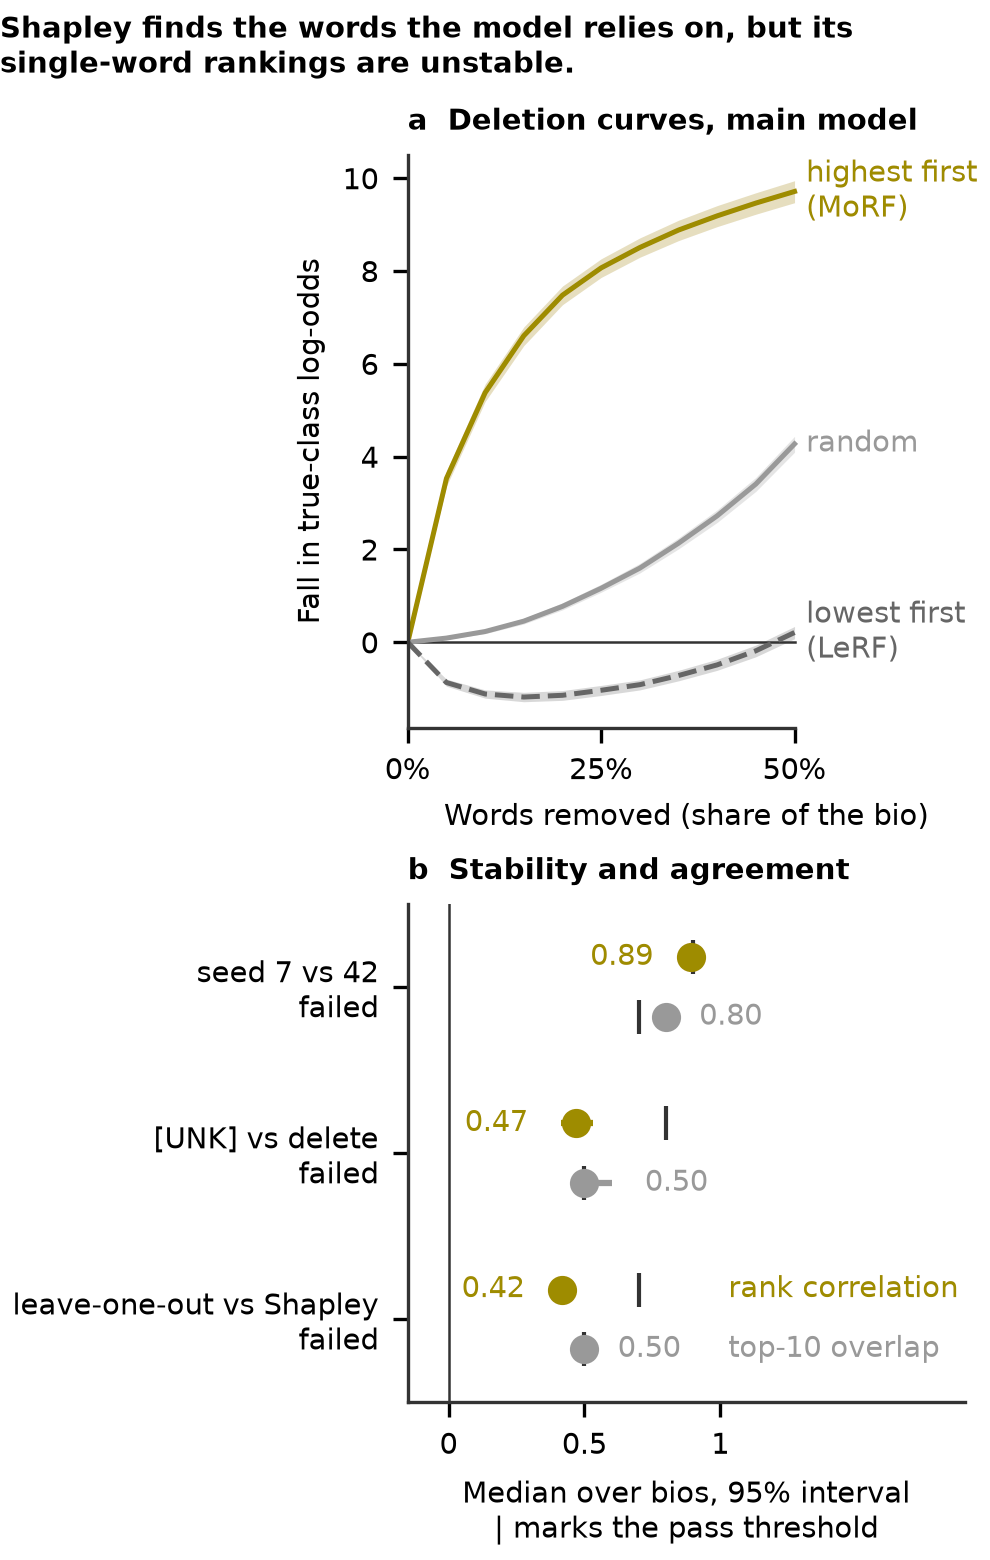 Shapley finds the words the model relies on, but its
single-word rankings are unstable.
a Deletion curves, main model
10
8
6
4
2
0
Fall in true-class log-odds
highest first
(MoRF)
random
lowest first
(LeRF)
0% 25% 50%
Words removed (share of the bio)
b Stability and agreement
seed 7 vs 42
failed
0.89
0.80
[UNK] vs delete
failed
0.47
0.50
leave-one-out vs Shapley
failed
0.42 rank correlation
0.50 top-10 overlap
0 0.5 1
Median over bios, 95% interval
| marks the pass threshold